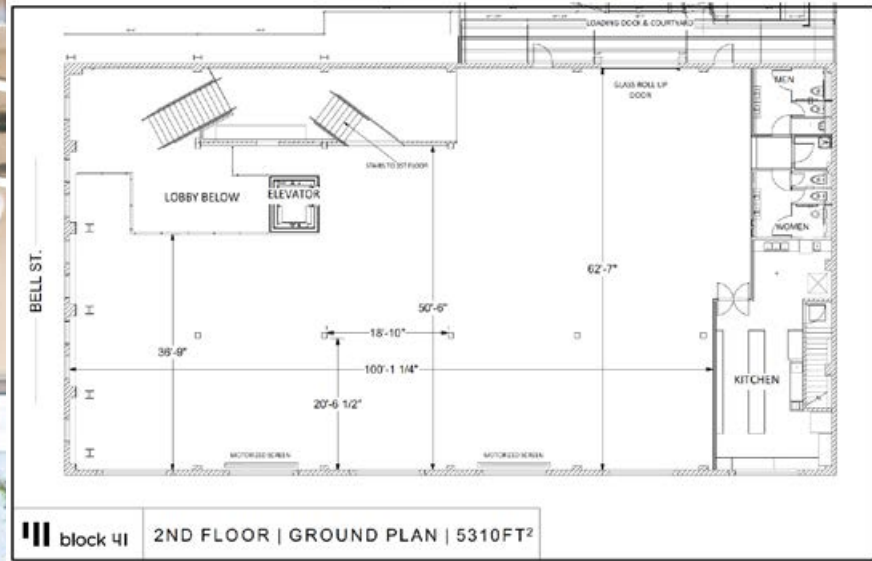 LOADING DOCK & COURTYARD
MEN
GLASS ROLL UP
DOOR
STAIRS TO 1ST FLOOR
LOBBY BELOW
ELEVATOR
WOMEN
BELL ST.
62'-7"
50'-6"
18'-10"
36'-9"
100'-1 1/4"
KITCHEN
20'-6 1/2"
MOTORIZED SCREEN
MOTORIZED SCREEN
block 41
2ND FLOOR | GROUND PLAN | 5310FT²